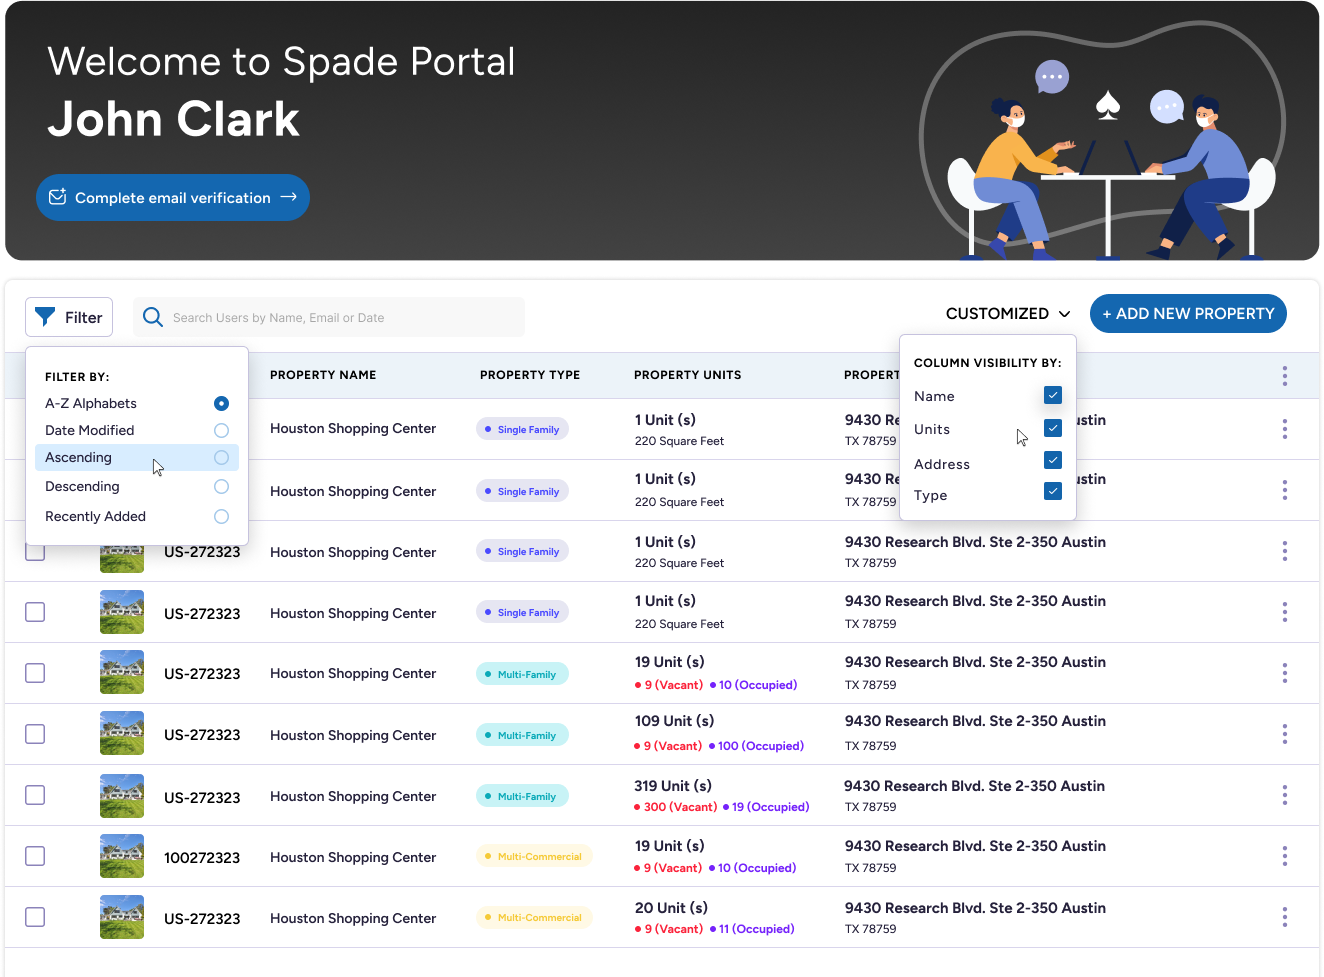 Welcome to Spade Portal
John Clark
Complete email verification
Filter
Search Users by Name, Email or Date
CUSTOMIZED
+ ADD NEW PROPERTY
FILTER BY:
A-Z Alphabets
Date Modified
Ascending
Descending
Recently Added
COLUMN VISIBILITY BY:
Name
Units
Address
Type
PROPERTY NAME PROPERTY TYPE PROPERTY UNITS
Houston Shopping Center Single Family 1 Unit (s) 9430 Re stin
220 Square Feet TX 78759
Houston Shopping Center Single Family 1 Unit (s) 9430 Re stin
220 Square Feet TX 78759
US-272323 Houston Shopping Center Single Family 1 Unit (s) 9430 Research Blvd. Ste 2-350 Austin
220 Square Feet TX 78759
US-272323 Houston Shopping Center Single Family 1 Unit (s) 9430 Research Blvd. Ste 2-350 Austin
220 Square Feet TX 78759
US-272323 Houston Shopping Center Multi-Family 19 Unit (s) 9430 Research Blvd. Ste 2-350 Austin
9 (Vacant) 10 (Occupied) TX 78759
US-272323 Houston Shopping Center Multi-Family 109 Unit (s) 9430 Research Blvd. Ste 2-350 Austin
9 (Vacant) 100 (Occupied) TX 78759
US-272323 Houston Shopping Center Multi-Family 319 Unit (s) 9430 Research Blvd. Ste 2-350 Austin
300 (Vacant) 19 (Occupied) TX 78759
100272323 Houston Shopping Center Multi-Commercial 19 Unit (s) 9430 Research Blvd. Ste 2-350 Austin
9 (Vacant) 10 (Occupied) TX 78759
US-272323 Houston Shopping Center Multi-Commercial 20 Unit (s) 9430 Research Blvd. Ste 2-350 Austin
9 (Vacant) 11 (Occupied) TX 78759